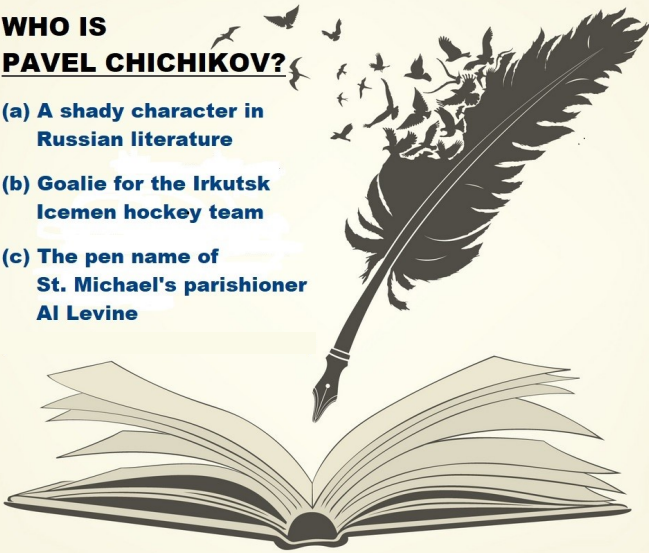 WHO IS
PAVEL CHICHIKOV?
(a) A shady character in
Russian literature
(b) Goalie for the Irkutsk
Icemen hockey team
(c) The pen name of
St. Michael's parishioner
Al Levine